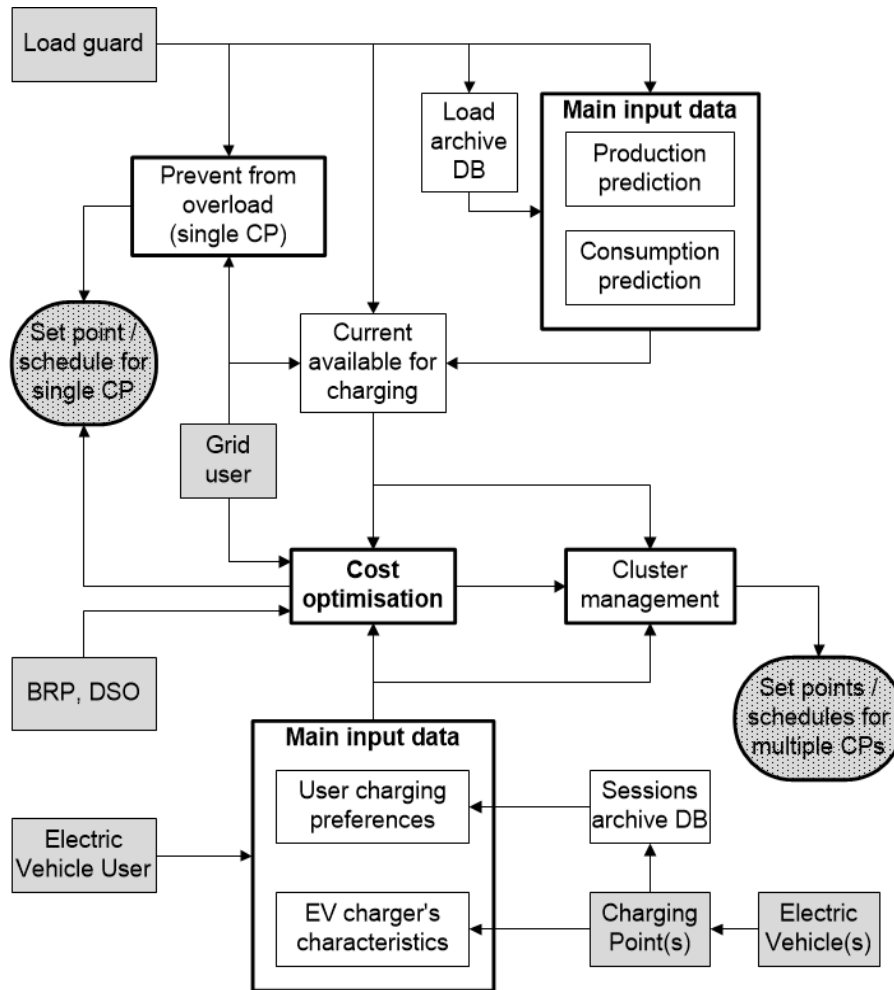 Load guard
Load
archive
DB
Main input data
Production
prediction
Consumption
prediction
Prevent from
overload
(single CP)
Set point /
schedule for
single CP
Current
available for
charging
Grid
user
Cost
optimisation
Cluster
management
BRP, DSO
Set points /
schedules for
multiple CPs
Main input data
User charging
preferences
Sessions
archive DB
Electric
Vehicle User
EV charger's
characteristics
Charging
Point(s)
Electric
Vehicle(s)